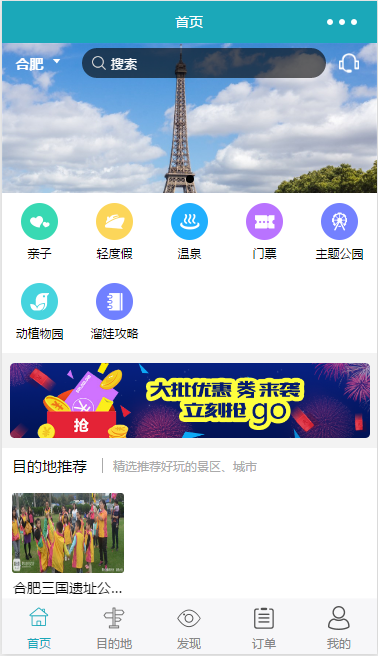 首页
合肥
搜索
亲子
轻度假
温泉
门票
主题公园
动植物园
溜娃攻略
抢
大批优惠 券 来袭
立刻抢 go
目的地推荐
精选推荐好玩的景区、城市
合肥三国遗址公...
首页
目的地
发现
订单
我的